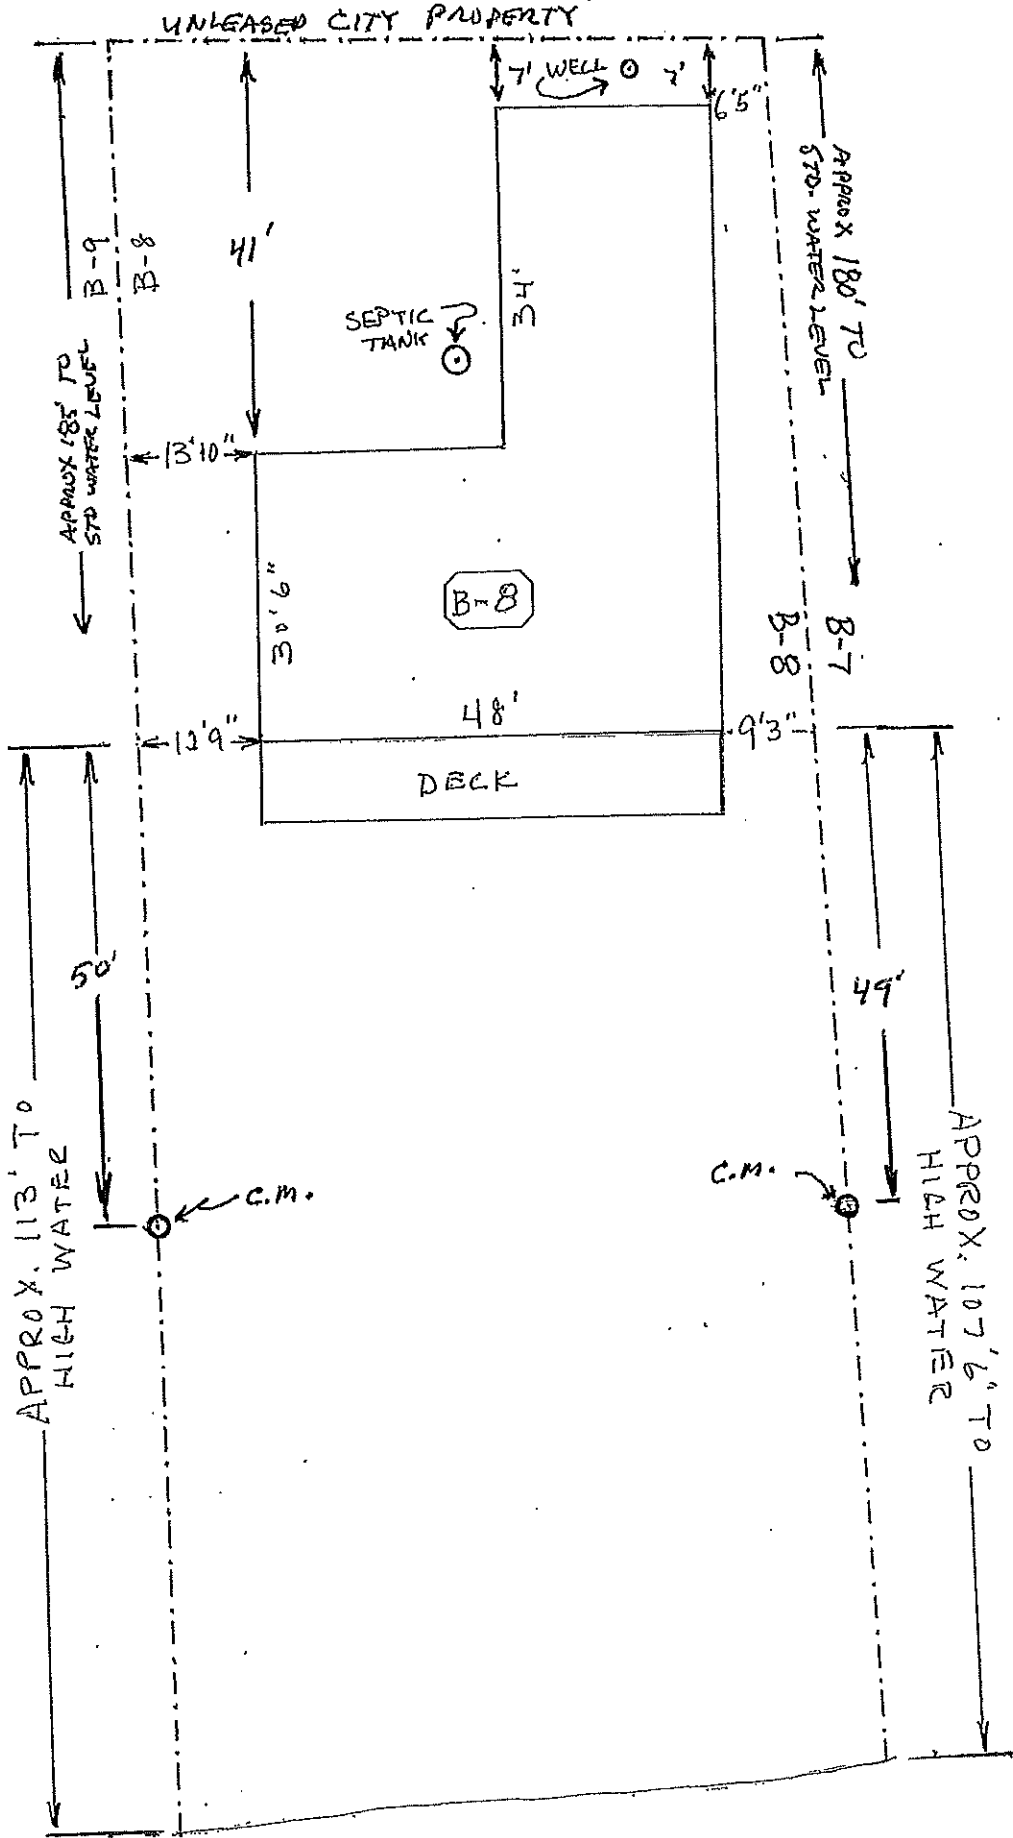 UNLEASED CITY PROPERTY
7' WELL 7'
6'5"
41'
B-9
B-8
34'
SEPTIC
TANK
APPROX 180' TO
STD. WATER LEVEL
APPROX 185' TO
STD WATER LEVEL
13'10"
30'6"
B-8
B-8
B-7
48'
12'9"
9'3"
DECK
50'
49'
C.M.
C.M.
APPROX. 113' TO
HIGH WATER
APPROX. 107'6" TO
HIGH WATER